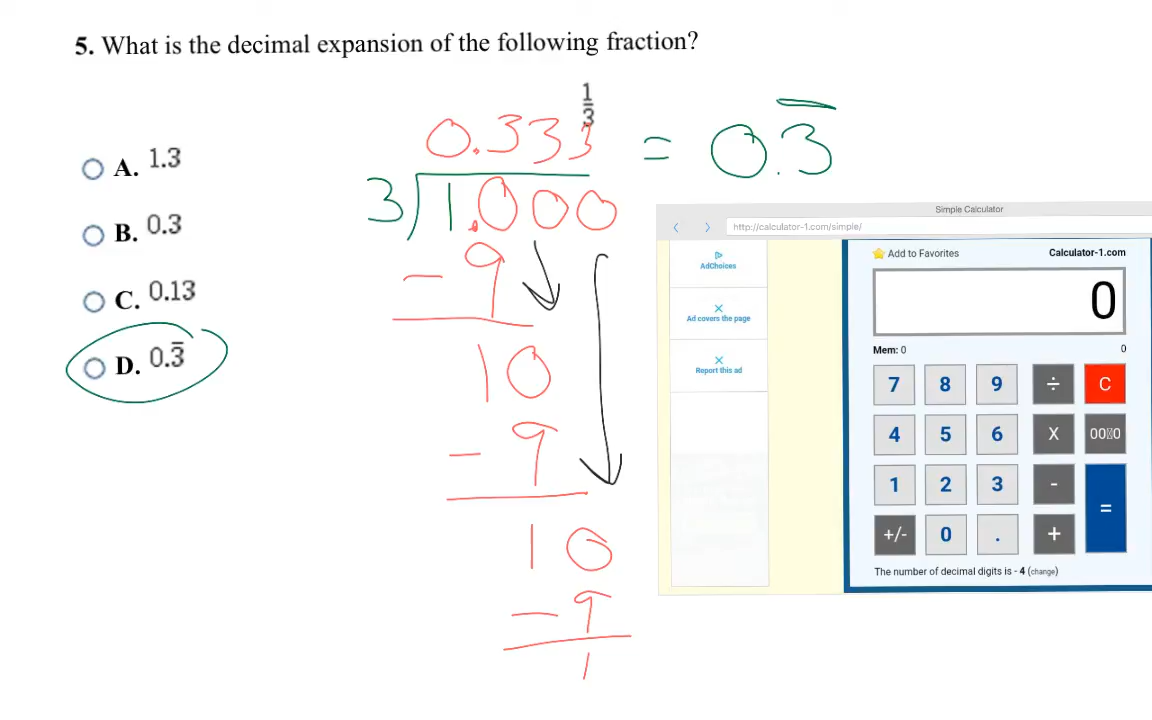 5. What is the decimal expansion of the following fraction?
1/3
A. 1.3
B. 0.3
C. 0.13
D. 0.3̅
0.333 = 0.3̅
3 1.000
- 9
10
- 9
10
- 9
1
Simple Calculator
http://calculator-1.com/simple/
AdChoices
Ad covers the page
Report this ad
Add to Favorites Calculator-1.com
0
Mem: 0 0
7 8 9 ÷ C
4 5 6 X 00▯0
1 2 3 - =
+/- 0 . +
The number of decimal digits is - 4 (change)